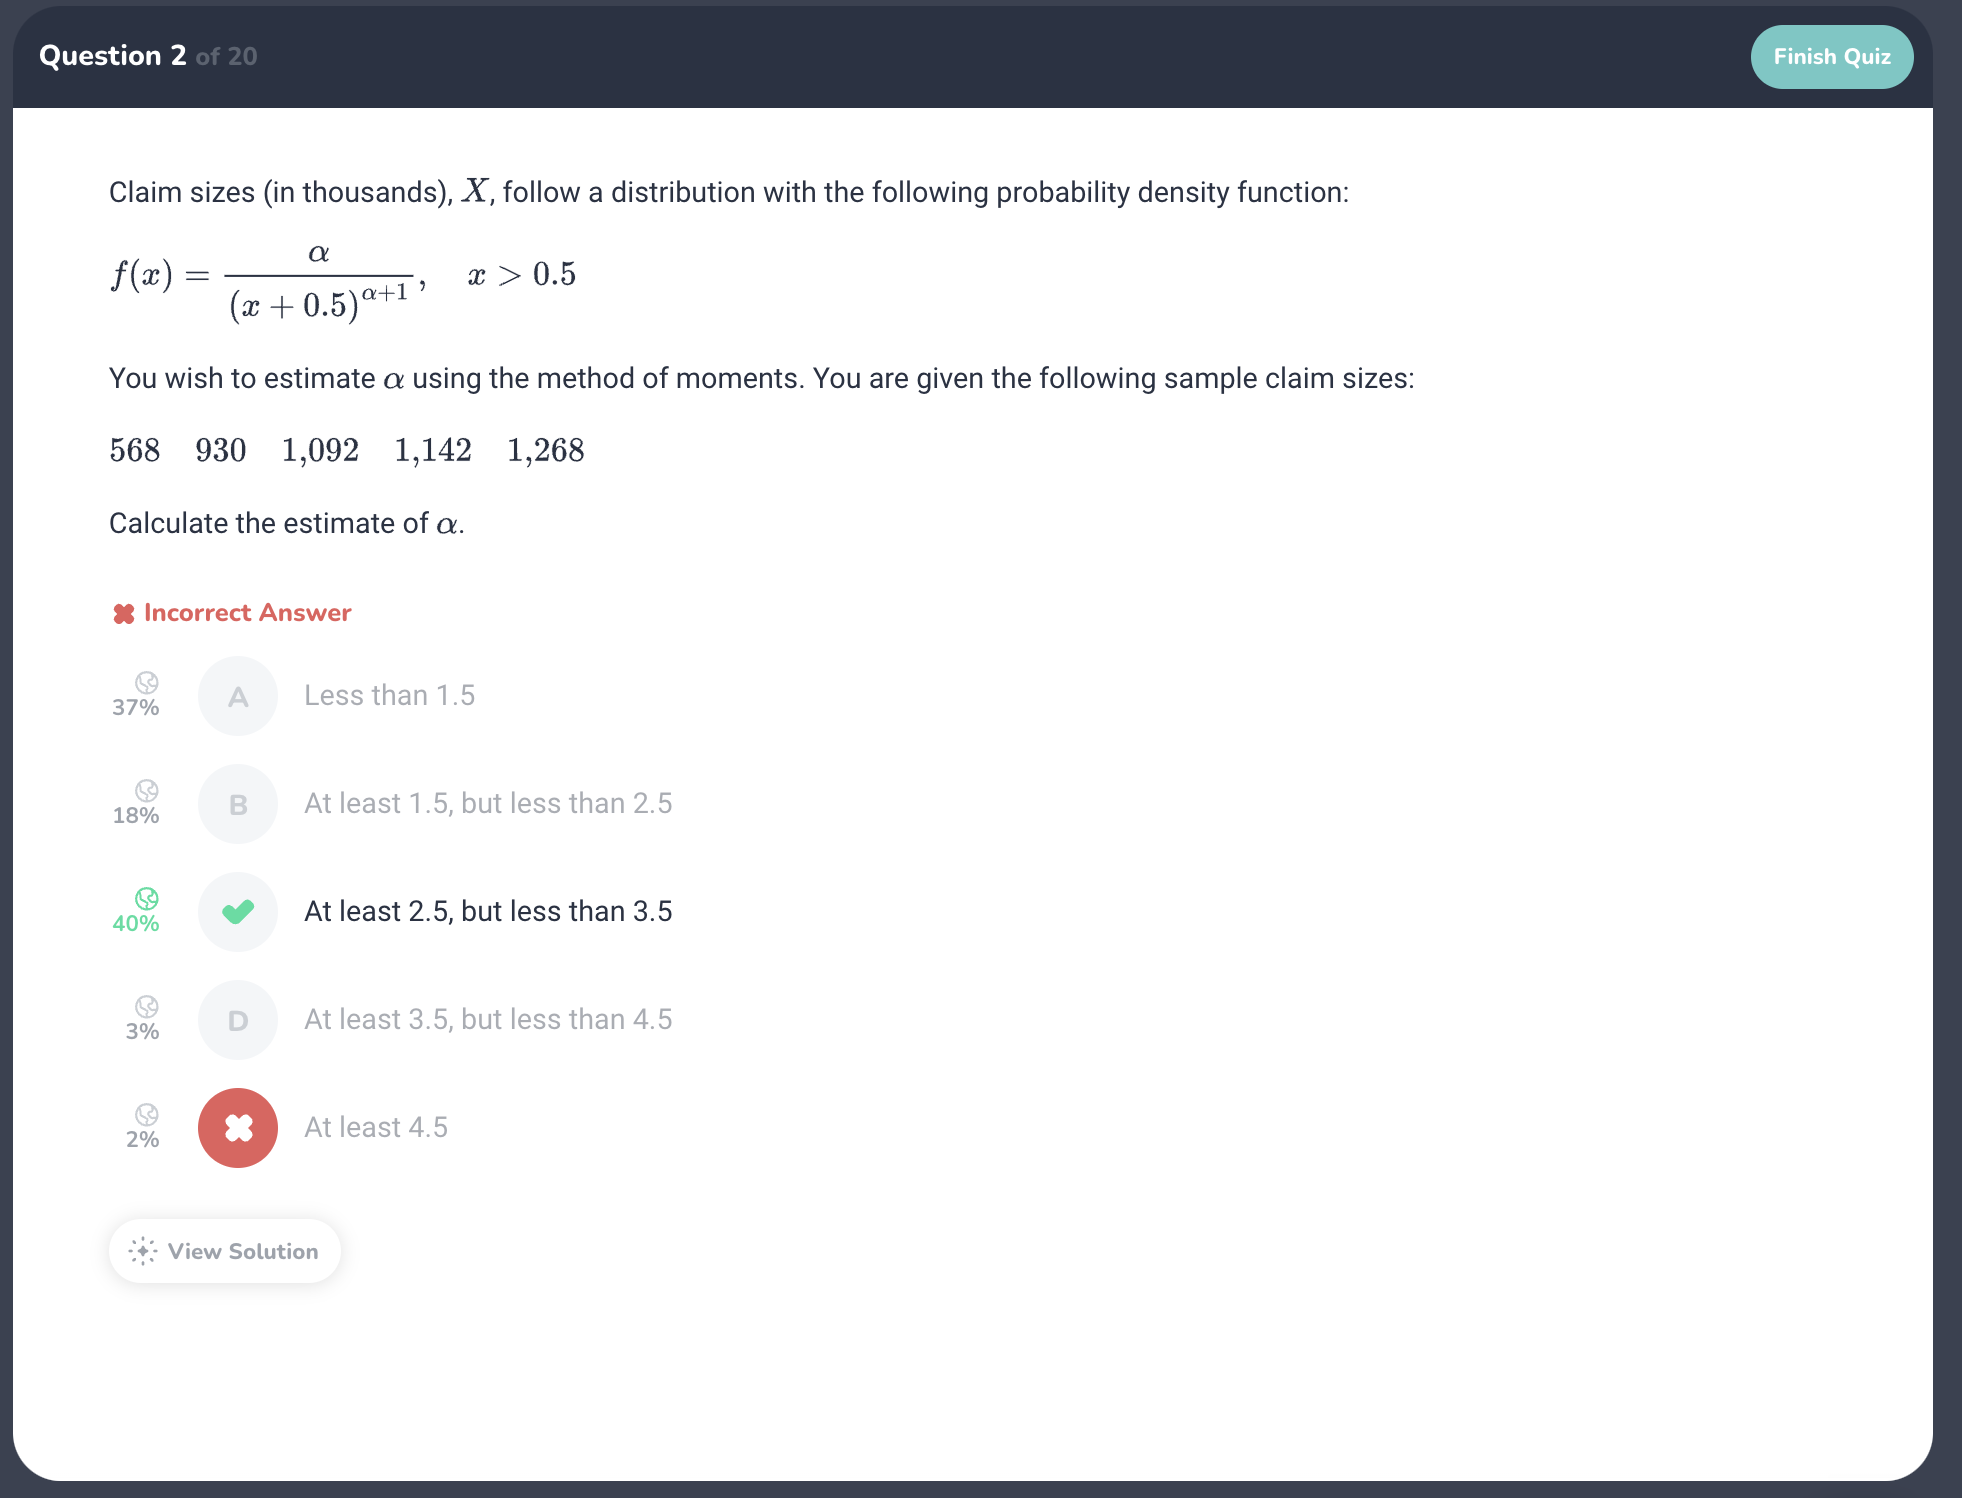 Question 2 of 20
Finish Quiz
Claim sizes (in thousands), X, follow a distribution with the following probability density function:
f(x) = α / (x + 0.5)^(α+1), x > 0.5
You wish to estimate α using the method of moments. You are given the following sample claim sizes:
568 930 1,092 1,142 1,268
Calculate the estimate of α.
Incorrect Answer
37% A Less than 1.5
18% B At least 1.5, but less than 2.5
40% At least 2.5, but less than 3.5
3% D At least 3.5, but less than 4.5
2% At least 4.5
View Solution